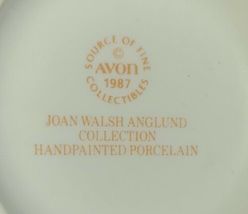 SOURCE OF FINE
©
AVON
1987
COLLECTIBLES
JOAN WALSH ANGLUND
COLLECTION
HANDPAINTED PORCELAIN